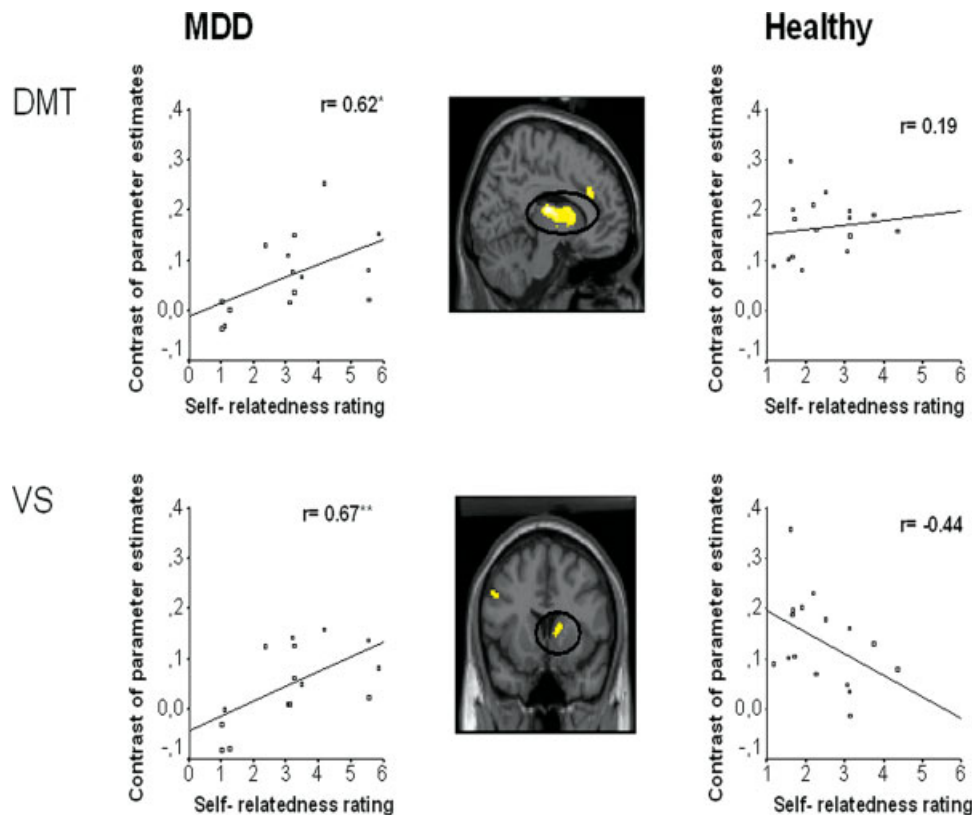 MDD
Healthy
DMT
Contrast of parameter estimates
,4
,3
,2
,1
0,0
-,1
r= 0.62*
0 1 2 3 4 5 6
Self- relatedness rating
Contrast of parameter estimates
,4
,3
,2
,1
0,0
-,1
r= 0.19
1 2 3 4 5 6
Self- relatedness rating
VS
Contrast of parameter estimates
,4
,3
,2
,1
0,0
-,1
r= 0.67**
0 1 2 3 4 5 6
Self- relatedness rating
Contrast of parameter estimates
,4
,3
,2
,1
0,0
-,1
r= -0.44
1 2 3 4 5 6
Self- relatedness rating